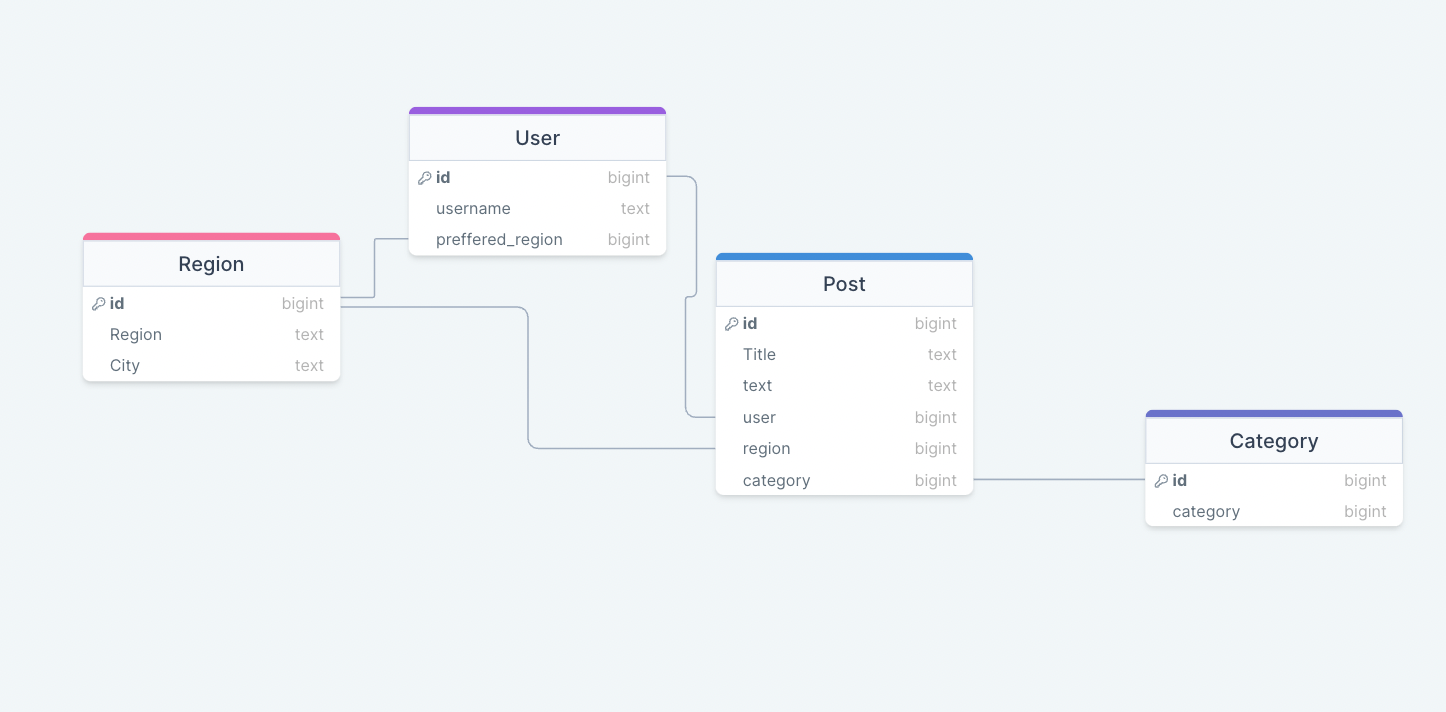 User
id bigint
username text
preffered_region bigint
Region
id bigint
Region text
City text
Post
id bigint
Title text
text text
user bigint
region bigint
category bigint
Category
id bigint
category bigint